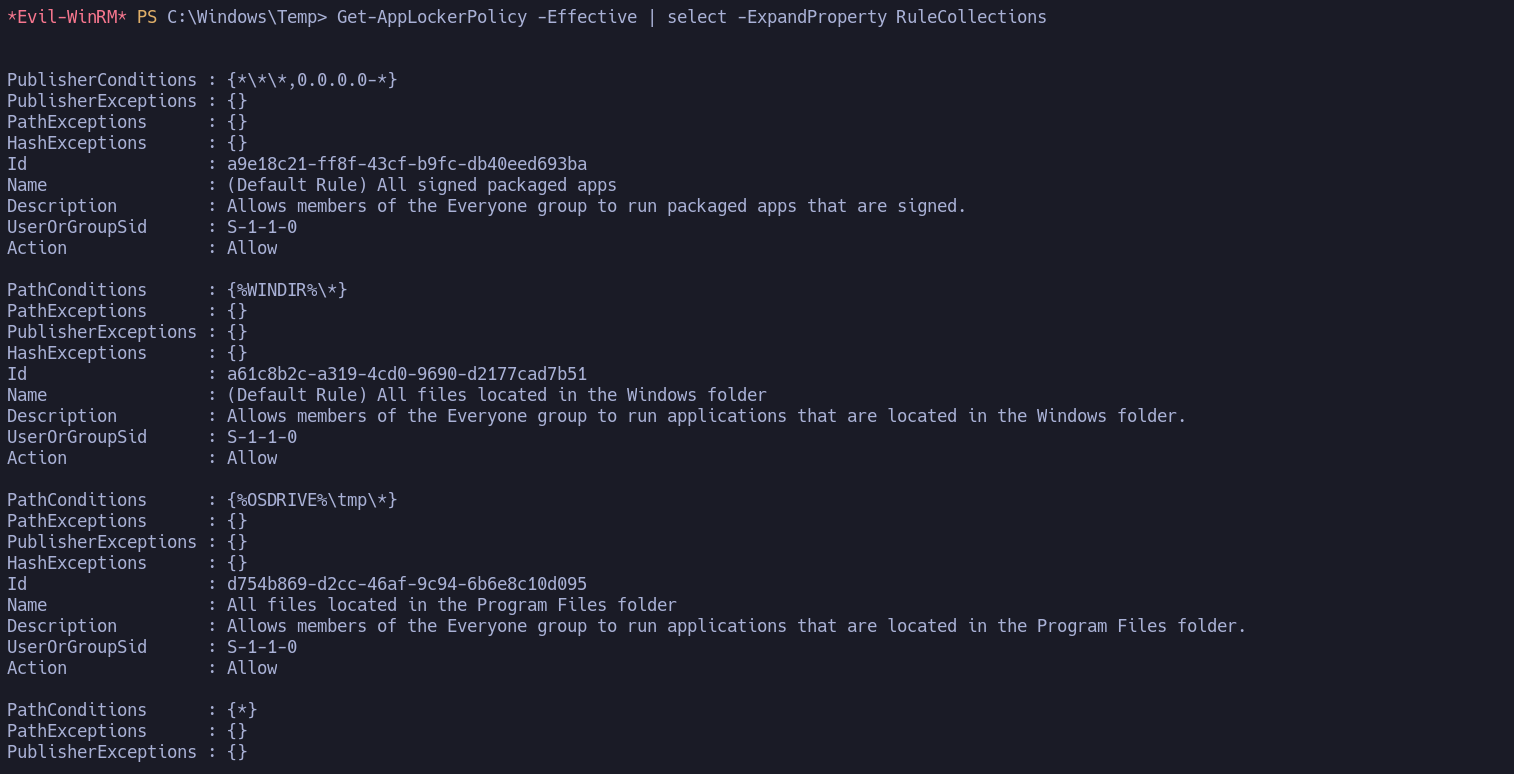 *Evil-WinRM* PS C:\Windows\Temp> Get-AppLockerPolicy -Effective | select -ExpandProperty RuleCollections
PublisherConditions : {*\*\*,0.0.0.0-*}
PublisherExceptions : {}
PathExceptions      : {}
HashExceptions      : {}
Id                  : a9e18c21-ff8f-43cf-b9fc-db40eed693ba
Name                : (Default Rule) All signed packaged apps
Description         : Allows members of the Everyone group to run packaged apps that are signed.
UserOrGroupSid      : S-1-1-0
Action              : Allow
PathConditions      : {%WINDIR%\*}
PathExceptions      : {}
PublisherExceptions : {}
HashExceptions      : {}
Id                  : a61c8b2c-a319-4cd0-9690-d2177cad7b51
Name                : (Default Rule) All files located in the Windows folder
Description         : Allows members of the Everyone group to run applications that are located in the Windows folder.
UserOrGroupSid      : S-1-1-0
Action              : Allow
PathConditions      : {%OSDRIVE%\tmp\*}
PathExceptions      : {}
PublisherExceptions : {}
HashExceptions      : {}
Id                  : d754b869-d2cc-46af-9c94-6b6e8c10d095
Name                : All files located in the Program Files folder
Description         : Allows members of the Everyone group to run applications that are located in the Program Files folder.
UserOrGroupSid      : S-1-1-0
Action              : Allow
PathConditions      : {*}
PathExceptions      : {}
PublisherExceptions : {}